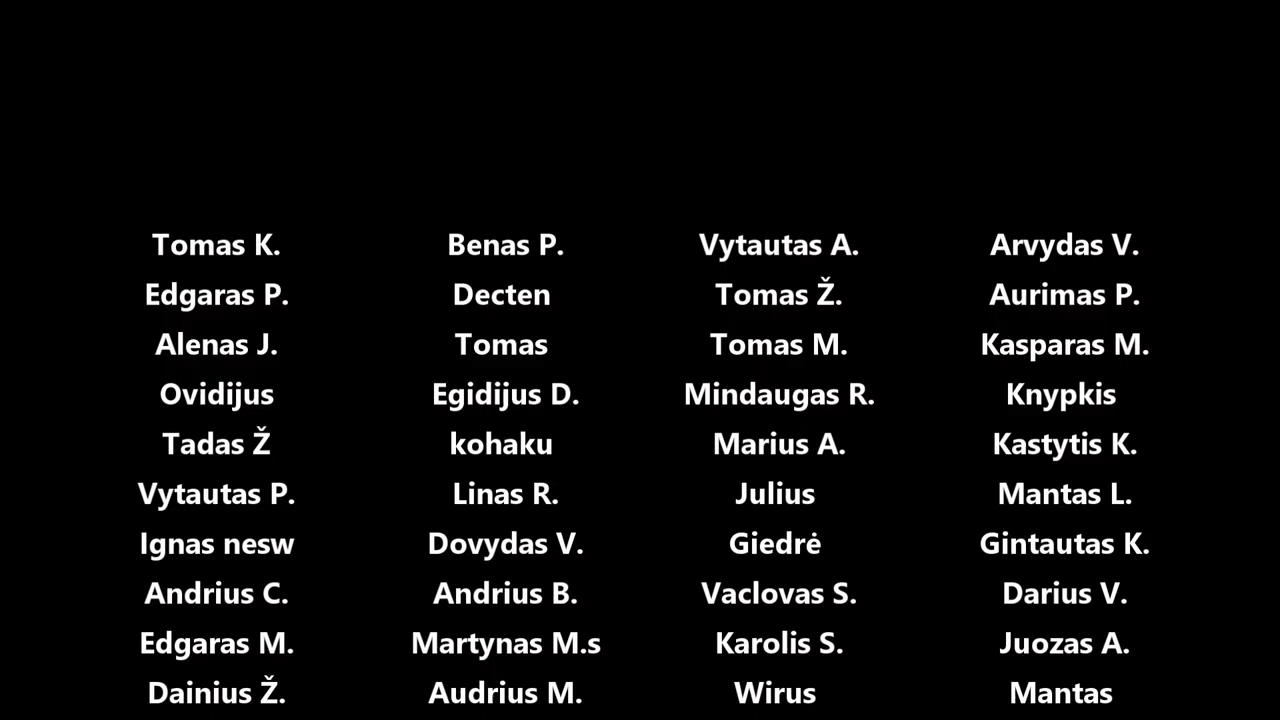 Tomas K. Benas P. Vytautas A. Arvydas V.
Edgaras P. Decten Tomas Ž. Aurimas P.
Alenas J. Tomas Tomas M. Kasparas M.
Ovidijus Egidijus D. Mindaugas R. Knypkis
Tadas Ž kohaku Marius A. Kastytis K.
Vytautas P. Linas R. Julius Mantas L.
Ignas nesw Dovydas V. Giedrė Gintautas K.
Andrius C. Andrius B. Vaclovas S. Darius V.
Edgaras M. Martynas M.s Karolis S. Juozas A.
Dainius Ž. Audrius M. Wirus Mantas